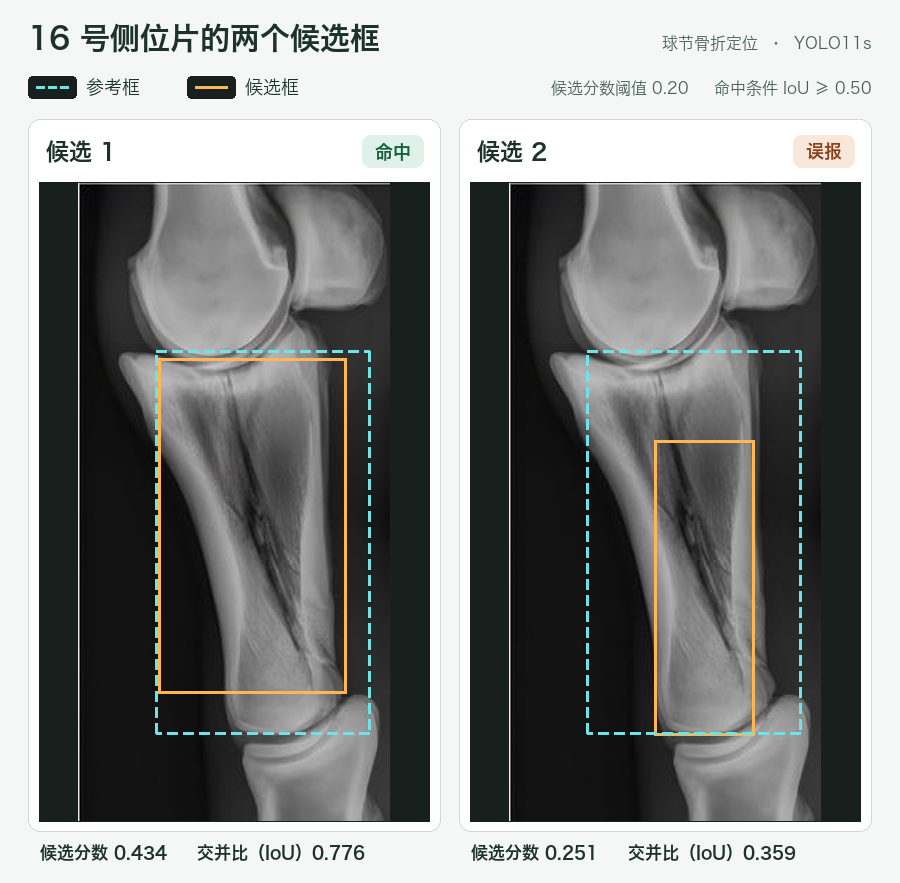 16 号侧位片的两个候选框
球节骨折定位 · YOLO11s
参考框
候选框
候选分数阈值 0.20 命中条件 IoU ≥ 0.50
候选 1
命中
候选 2
误报
候选分数 0.434 交并比（IoU）0.776
候选分数 0.251 交并比（IoU）0.359